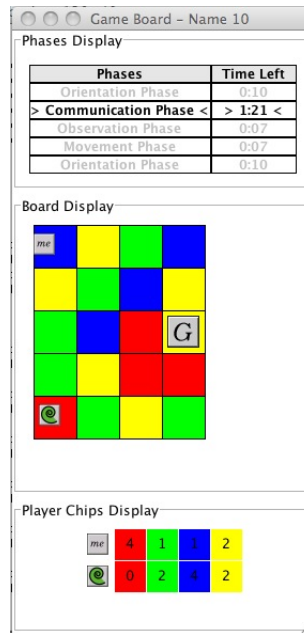 Game Board - Name 10
Phases Display
Phases Time Left
Orientation Phase 0:10
> Communication Phase < > 1:21 <
Observation Phase 0:07
Movement Phase 0:07
Orientation Phase 0:10
Board Display
me
G
Player Chips Display
me 4 1 1 2
0 2 4 2